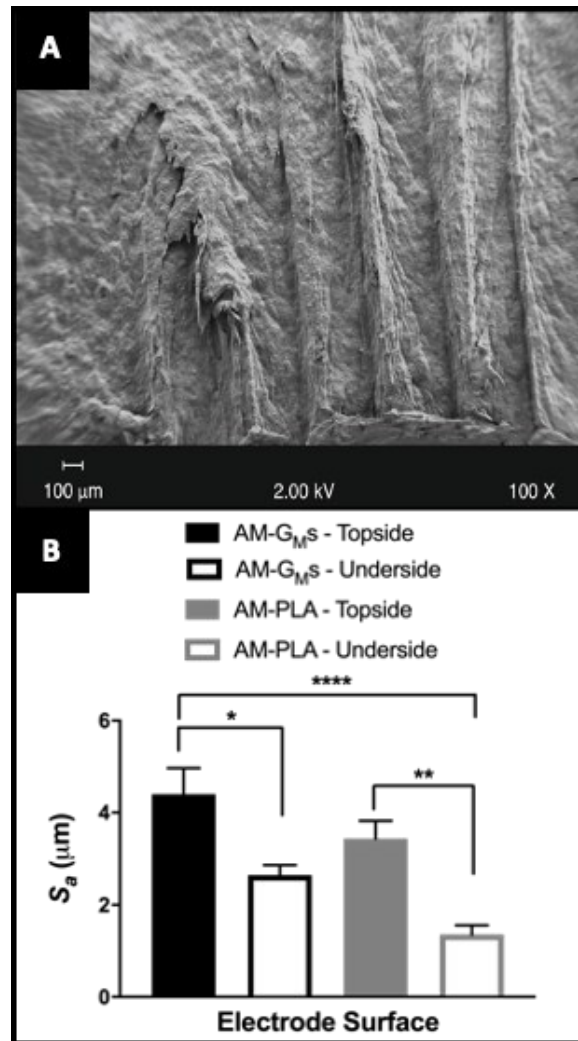 A
100 μm 2.00 kV 100 X
B
AM-GMs - Topside
AM-GMs - Underside
AM-PLA - Topside
AM-PLA - Underside
****
*
**
6
4
2
0
Sa (μm)
Electrode Surface